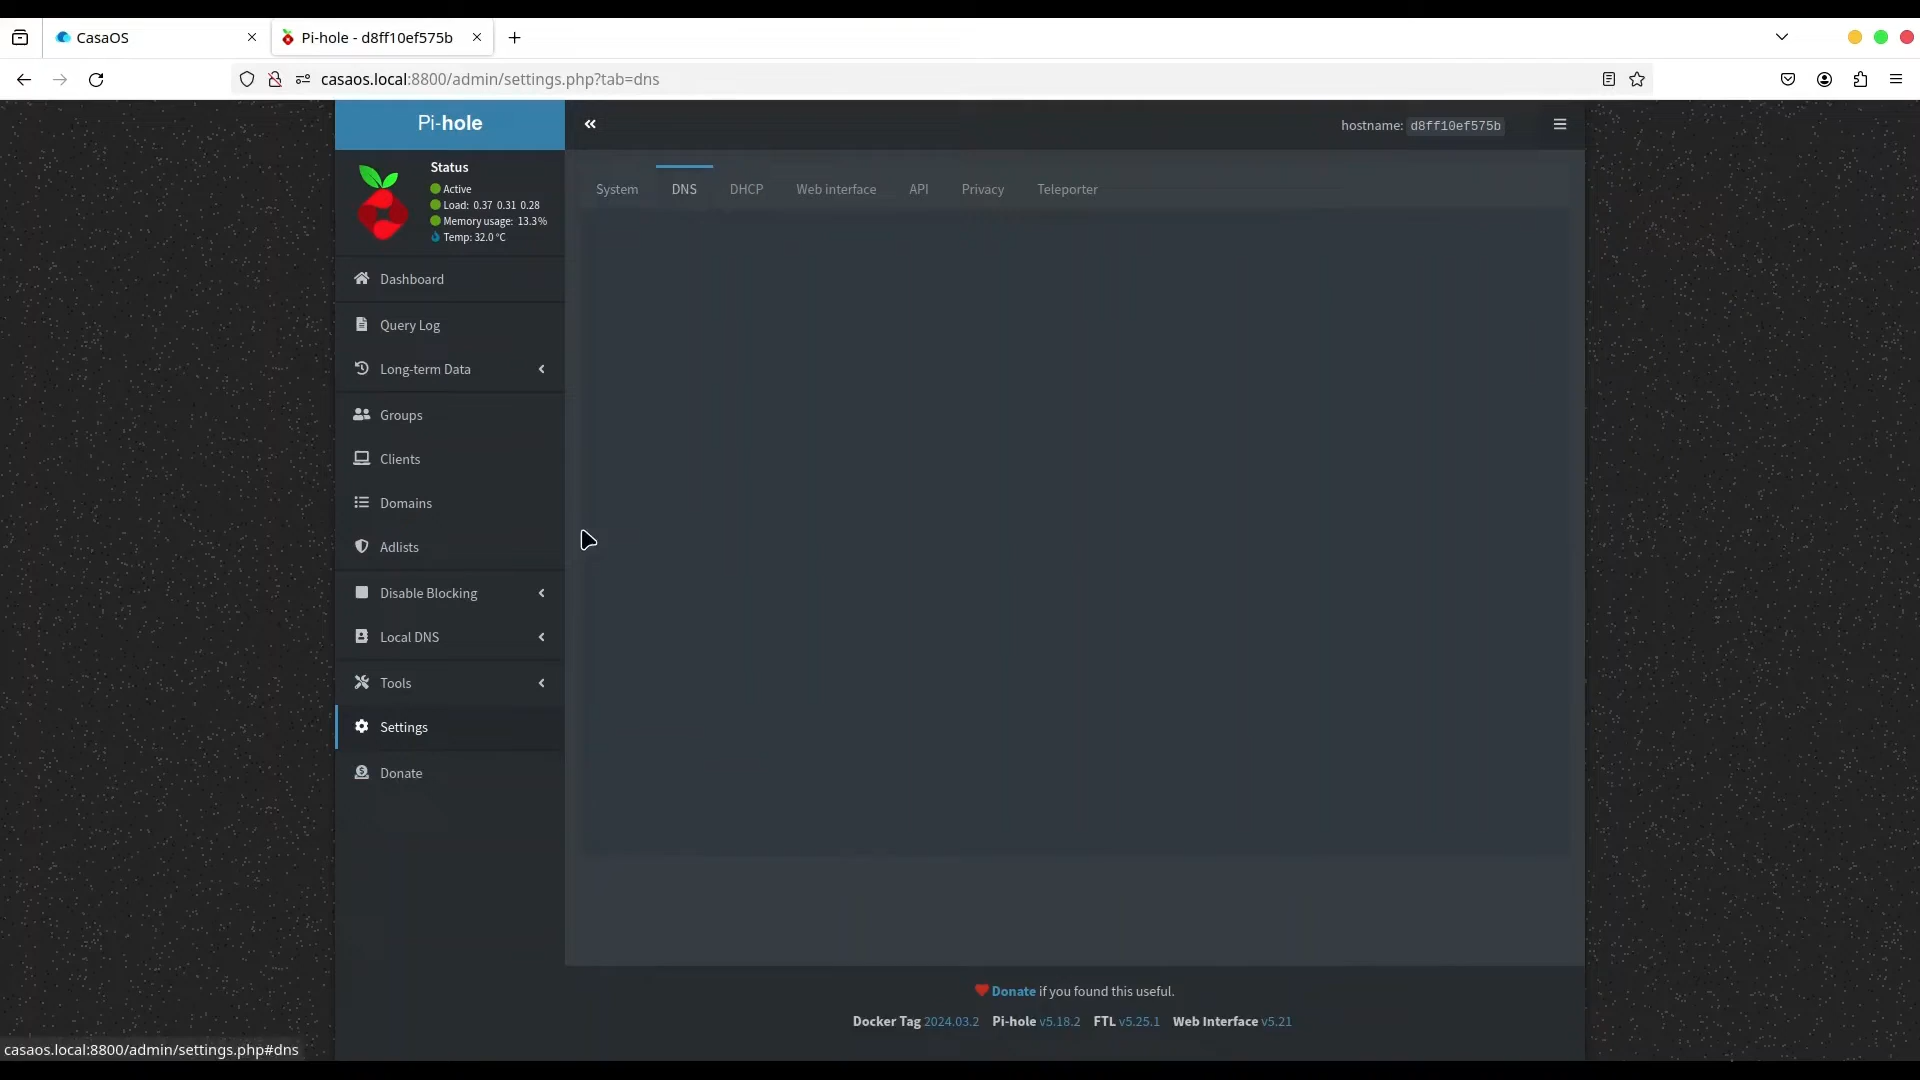 CasaOS
Pi-hole - d8ff10ef575b
casaos.local:8800/admin/settings.php?tab=dns
Pi-hole
hostname: d8ff10ef575b
Status
Active
Load: 0.37 0.31 0.28
Memory usage: 13.3%
Temp: 32.0 °C
System
DNS
DHCP
Web interface
API
Privacy
Teleporter
Dashboard
Query Log
Long-term Data
Groups
Clients
Domains
Adlists
Disable Blocking
Local DNS
Tools
Settings
Donate
Donate if you found this useful.
Docker Tag 2024.03.2 Pi-hole v5.18.2 FTL v5.25.1 Web Interface v5.21
casaos.local:8800/admin/settings.php#dns